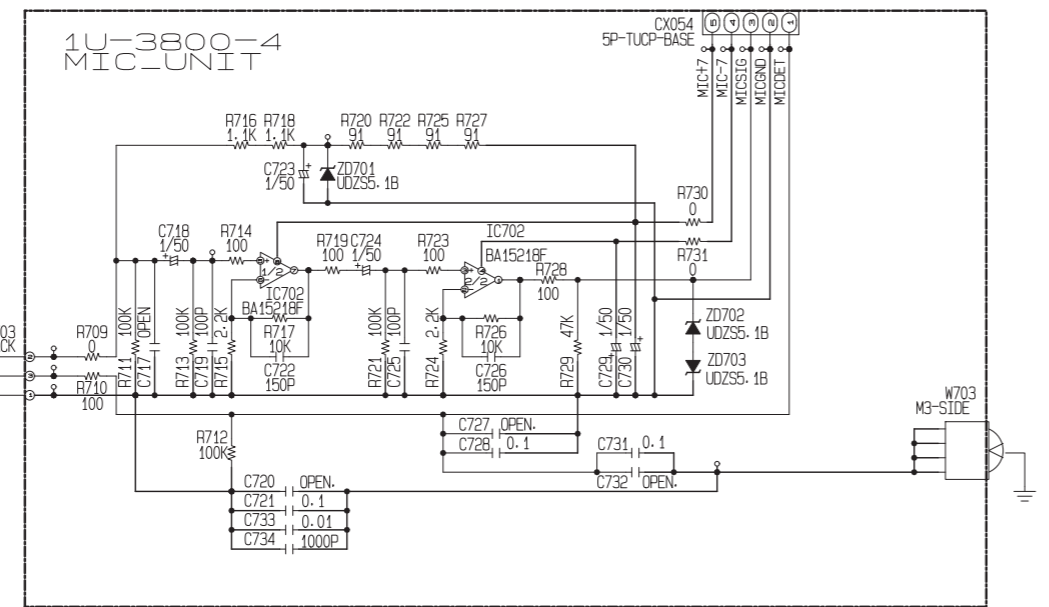 1U-3800-4
MIC_UNIT
CX054
5P-TUCP-BASE
5 4 3 2 1
MIC+7
MIC-7
MICSIG
MICGND
MICDET
R716
1.1K
R718
1.1K
R720
91
R722
91
R725
91
R727
91
C723
1/50
+
ZD701
UDZS5.1B
R730
0
R731
0
C718
1/50
+
R714
100
1/2
IC702
BA15218F
R719
100
C724
1/50
+
R723
100
IC702
BA15218F
2/2
R728
100
R711
100K
C717
OPEN
R713
100K
C719
100P
R715
2.2K
R717
10K
C722
150P
R721
100K
C725
100P
R724
2.2K
R726
10K
C726
150P
R729
47K
C729
1/50
+
C730
1/50
+
ZD702
UDZS5.1B
ZD703
UDZS5.1B
03
CK
R709
0
2
3
R710
100
1
R712
100K
C727
OPEN.
C728
0.1
C731
0.1
C732
OPEN.
C720
OPEN.
C721
0.1
C733
0.01
C734
1000P
W703
M3-SIDE